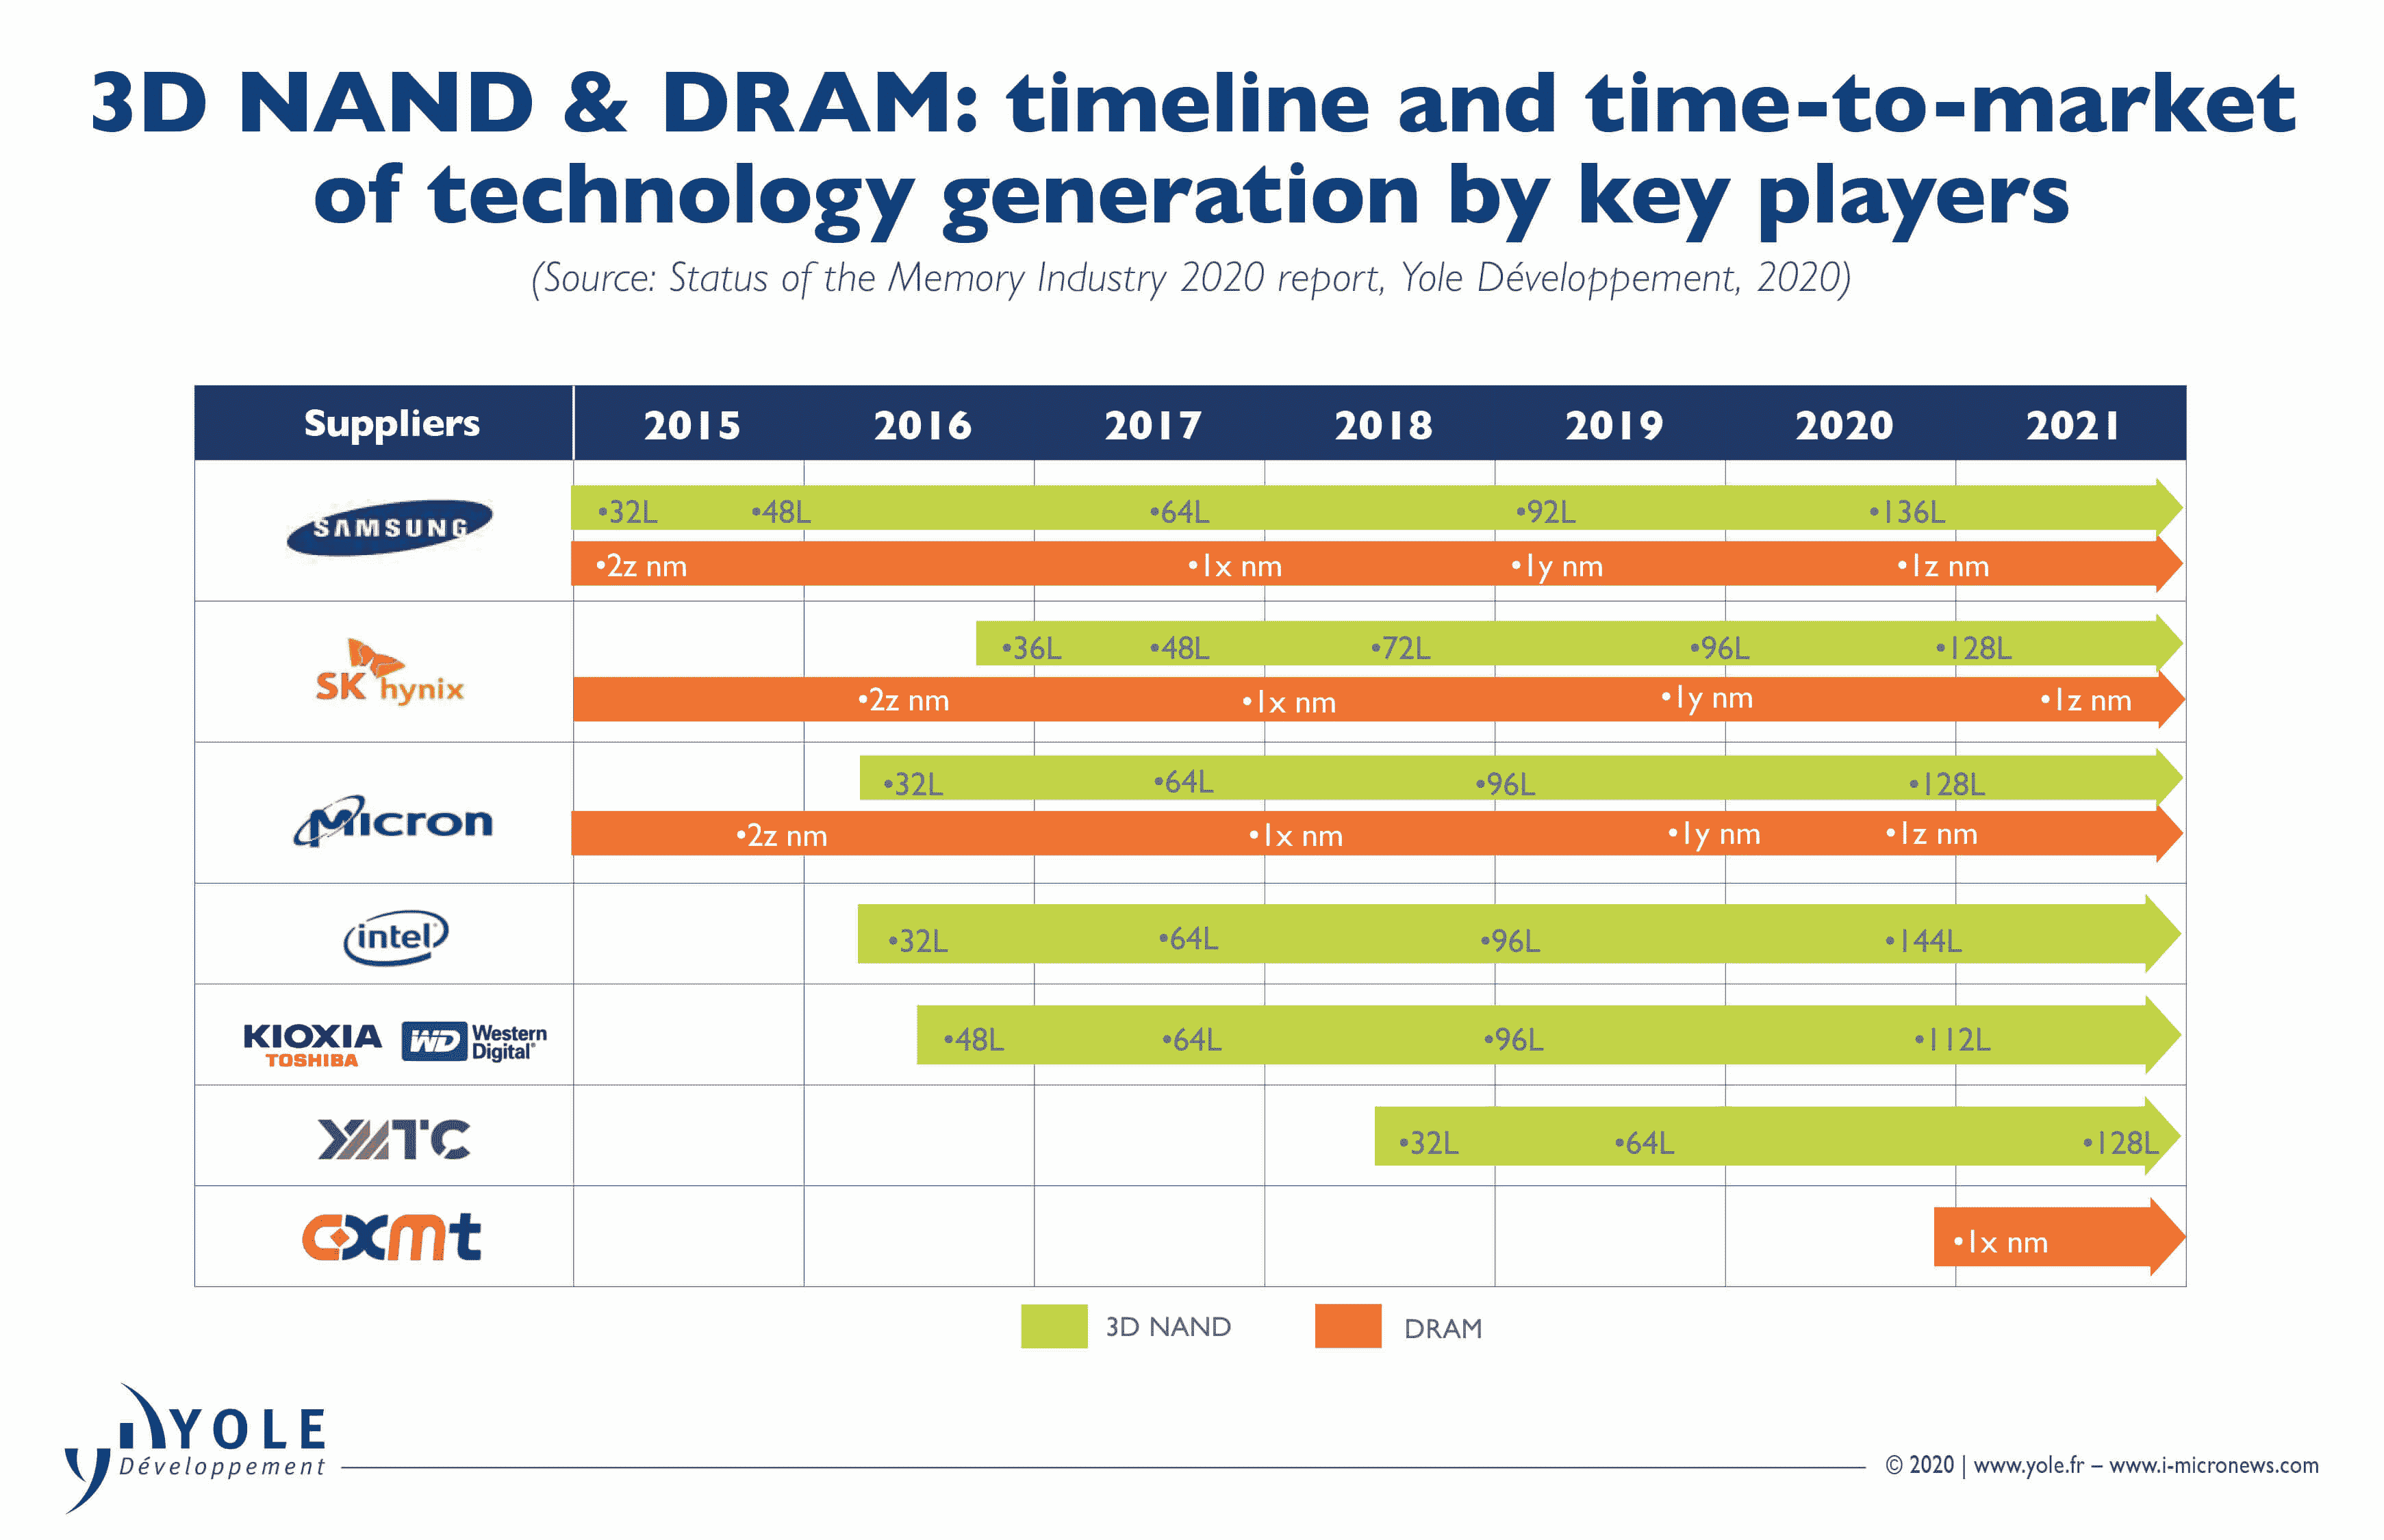 3D NAND & DRAM: timeline and time-to-market
of technology generation by key players
(Source: Status of the Memory Industry 2020 report, Yole Développement, 2020)
Suppliers 2015 2016 2017 2018 2019 2020 2021
SAMSUNG
•32L •48L •64L •92L •136L
•2z nm •1x nm •1y nm •1z nm
SK hynix
•36L •48L •72L •96L •128L
•2z nm •1x nm •1y nm •1z nm
Micron
•32L •64L •96L •128L
•2z nm •1x nm •1y nm •1z nm
intel
•32L •64L •96L •144L
KIOXIA
TOSHIBA
WD Western
Digital®
•48L •64L •96L •112L
YMTC
•32L •64L •128L
cxmt
•1x nm
3D NAND DRAM
YOLE
Développement
© 2020 | www.yole.fr – www.i-micronews.com